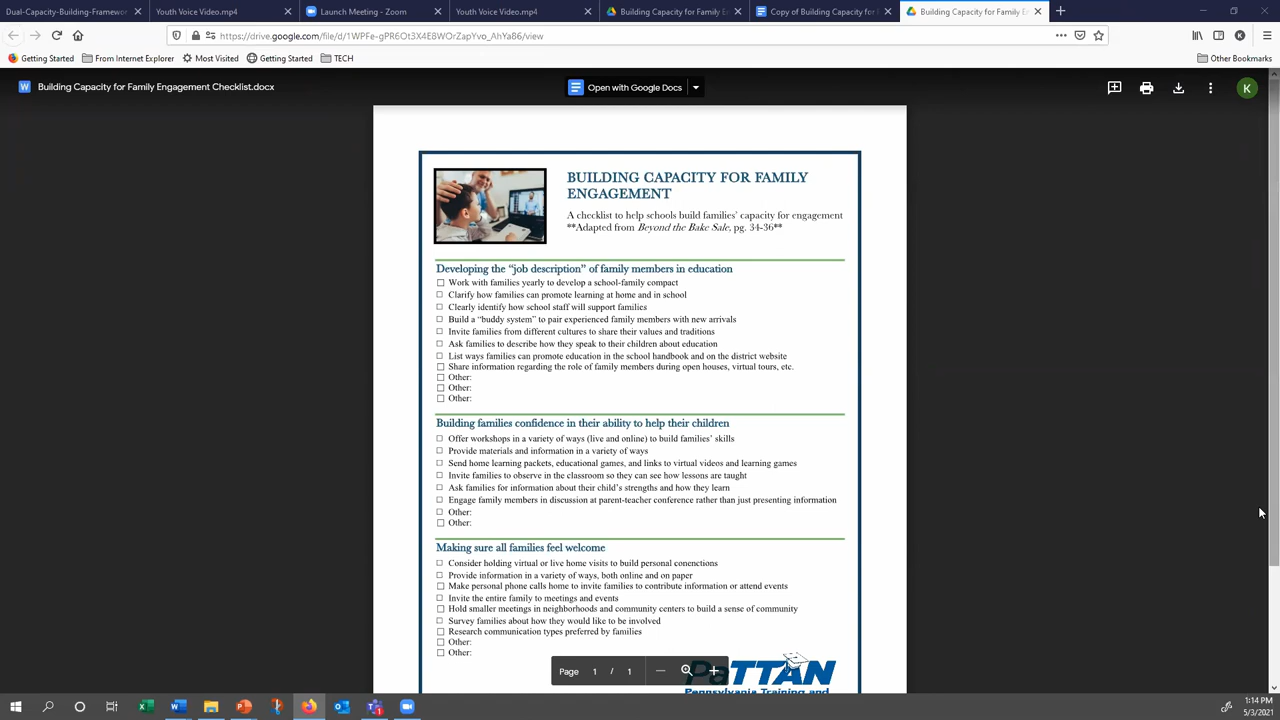 Dual-Capacity-Building-Framewor
Youth Voice Video.mp4
Launch Meeting - Zoom
Youth Voice Video.mp4
Building Capacity for Family En
Copy of Building Capacity for
Building Capacity for Family E
https://drive.google.com/file/d/1WPFe-gPR6Ot3X4E8WOrZapYvo_AhYa86/view
Getting Started
From Internet Explorer
Most Visited
Getting Started
TECH
Other Bookmarks
W
Building Capacity for Family Engagement Checklist.docx
Open with Google Docs
K
BUILDING CAPACITY FOR FAMILY
ENGAGEMENT
A checklist to help schools build families' capacity for engagement
**Adapted from Beyond the Bake Sale, pg. 34-36**
Developing the "job description" of family members in education
Work with families yearly to develop a school-family compact
Clarify how families can promote learning at home and in school
Clearly identify how school staff will support families
Build a "buddy system" to pair experienced family members with new arrivals
Invite families from different cultures to share their values and traditions
Ask families to describe how they speak to their children about education
List ways families can promote education in the school handbook and on the district website
Share information regarding the role of family members during open houses, virtual tours, etc.
Other:
Other:
Other:
Building families confidence in their ability to help their children
Offer workshops in a variety of ways (live and online) to build families' skills
Provide materials and information in a variety of ways
Send home learning packets, educational games, and links to virtual videos and learning games
Invite families to observe in the classroom so they can see how lessons are taught
Ask families for information about their child's strengths and how they learn
Engage family members in discussion at parent-teacher conference rather than just presenting information
Other:
Other:
Making sure all families feel welcome
Consider holding virtual or live home visits to build personal conenctions
Provide information in a variety of ways, both online and on paper
Make personal phone calls home to invite families to contribute information or attend events
Invite the entire family to meetings and events
Hold smaller meetings in neighborhoods and community centers to build a sense of community
Survey families about how they would like to be involved
Research communication types preferred by families
Other:
Other:
Page 1 / 1
PaTTAN
Pennsylvania Training and
1:14 PM
5/3/2021